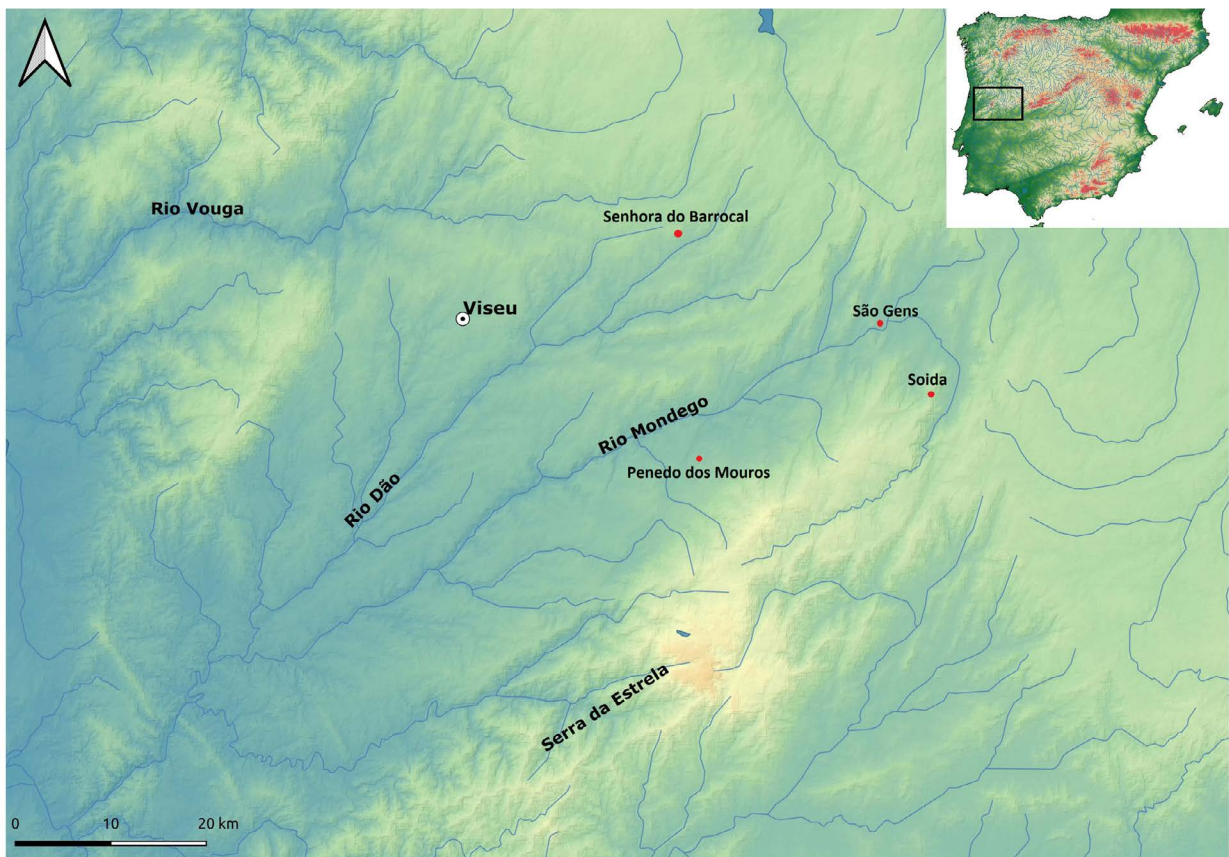 Rio Vouga
Senhora do Barrocal
Viseu
São Gens
Soida
Rio Mondego
Penedo dos Mouros
Rio Dão
Serra da Estrela
0 10 20 km